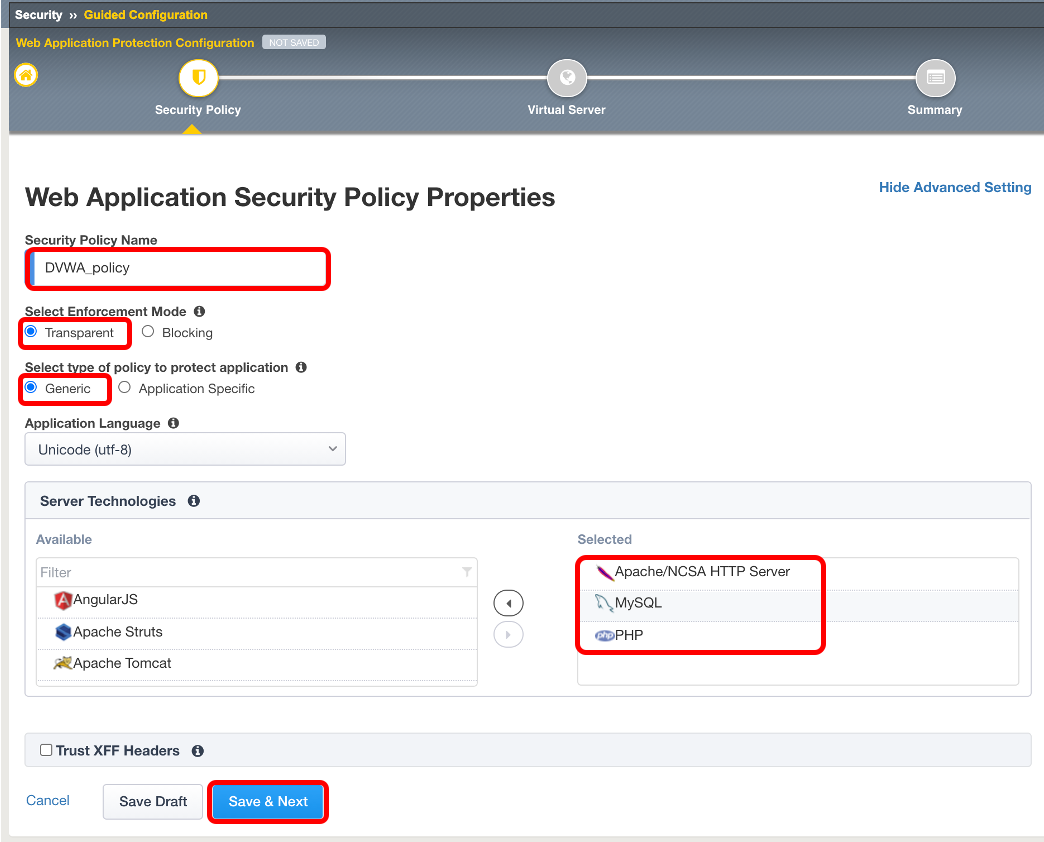 Security » Guided Configuration
Web Application Protection Configuration NOT SAVED
Security Policy Virtual Server Summary
Web Application Security Policy Properties
Hide Advanced Setting
Security Policy Name
DVWA_policy
Select Enforcement Mode
Transparent Blocking
Select type of policy to protect application
Generic Application Specific
Application Language
Unicode (utf-8)
Server Technologies
Available
Filter
AngularJS
Apache Struts
Apache Tomcat
Selected
Apache/NCSA HTTP Server
MySQL
php PHP
Trust XFF Headers
Cancel Save Draft Save & Next